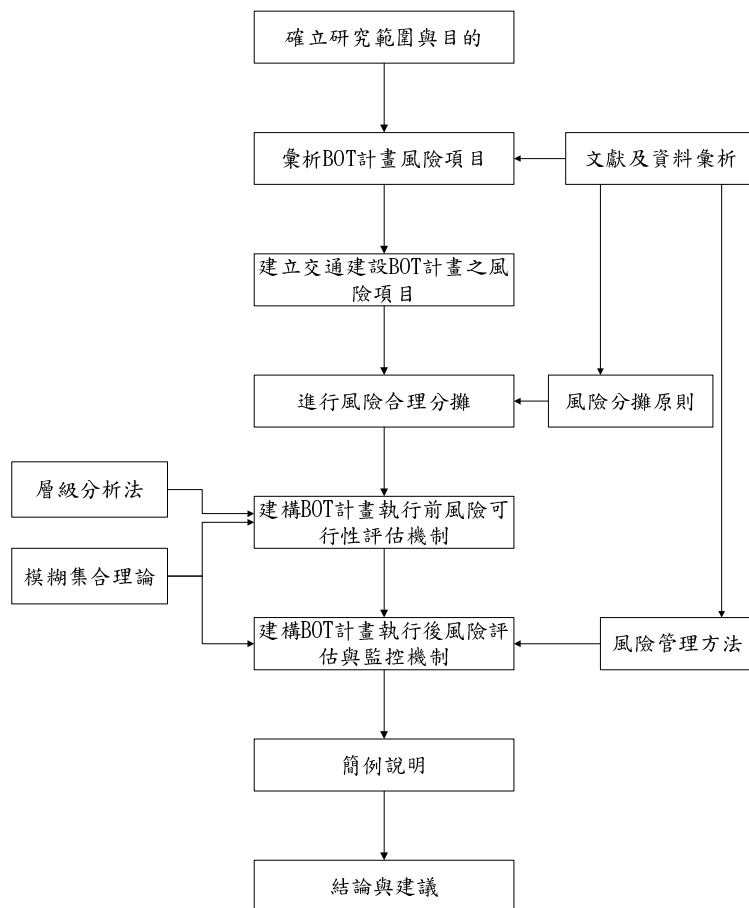 確立研究範圍與目的
彙析BOT計畫風險項目
文獻及資料彙析
建立交通建設BOT計畫之風
險項目
進行風險合理分攤
風險分攤原則
層級分析法
建構BOT計畫執行前風險可
行性評估機制
模糊集合理論
建構BOT計畫執行後風險評
估與監控機制
風險管理方法
簡例說明
結論與建議